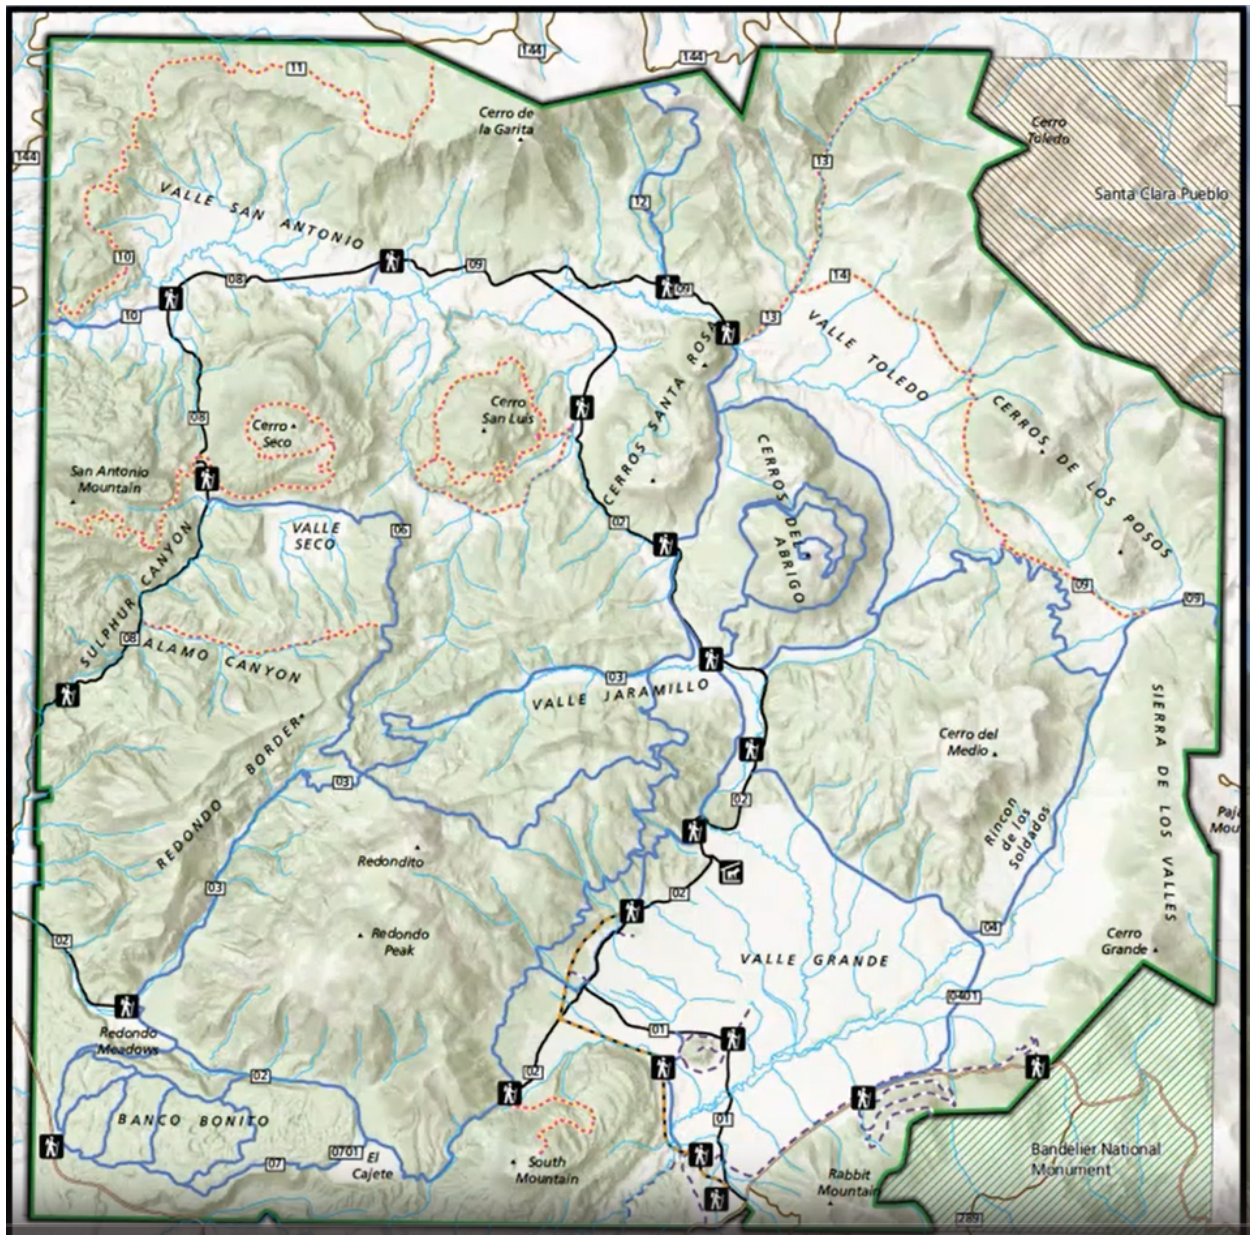 144
144
11
Cerro de
la Garita
Cerro
Toledo
144
13
Santa Clara Pueblo
VALLE SAN ANTONIO
12
10
08
09
14
09
10
13
VALLE TOLEDO
CERROS SANTA ROSA
Cerro
San Luis
CERROS DE LOS POSOS
08
Cerro
Seco
CERROS DEL ABRIGO
San Antonio
Mountain
02
VALLE
SECO
06
SULPHUR CANYON
09
09
08
ALAMO CANYON
03
VALLE JARAMILLO
SIERRA DE LOS VALLES
REDONDO BORDER
Cerro del
Medio
03
02
Rincon
de los
Soldados
Paj
Mou
Redondito
03
02
04
02
Redondo
Peak
Cerro
Grande
VALLE GRANDE
0401
Redondo
Meadows
01
02
02
BANCO BONITO
01
0701
07
El
Cajete
South
Mountain
Rabbit
Mountain
Bandelier National
Monument
289